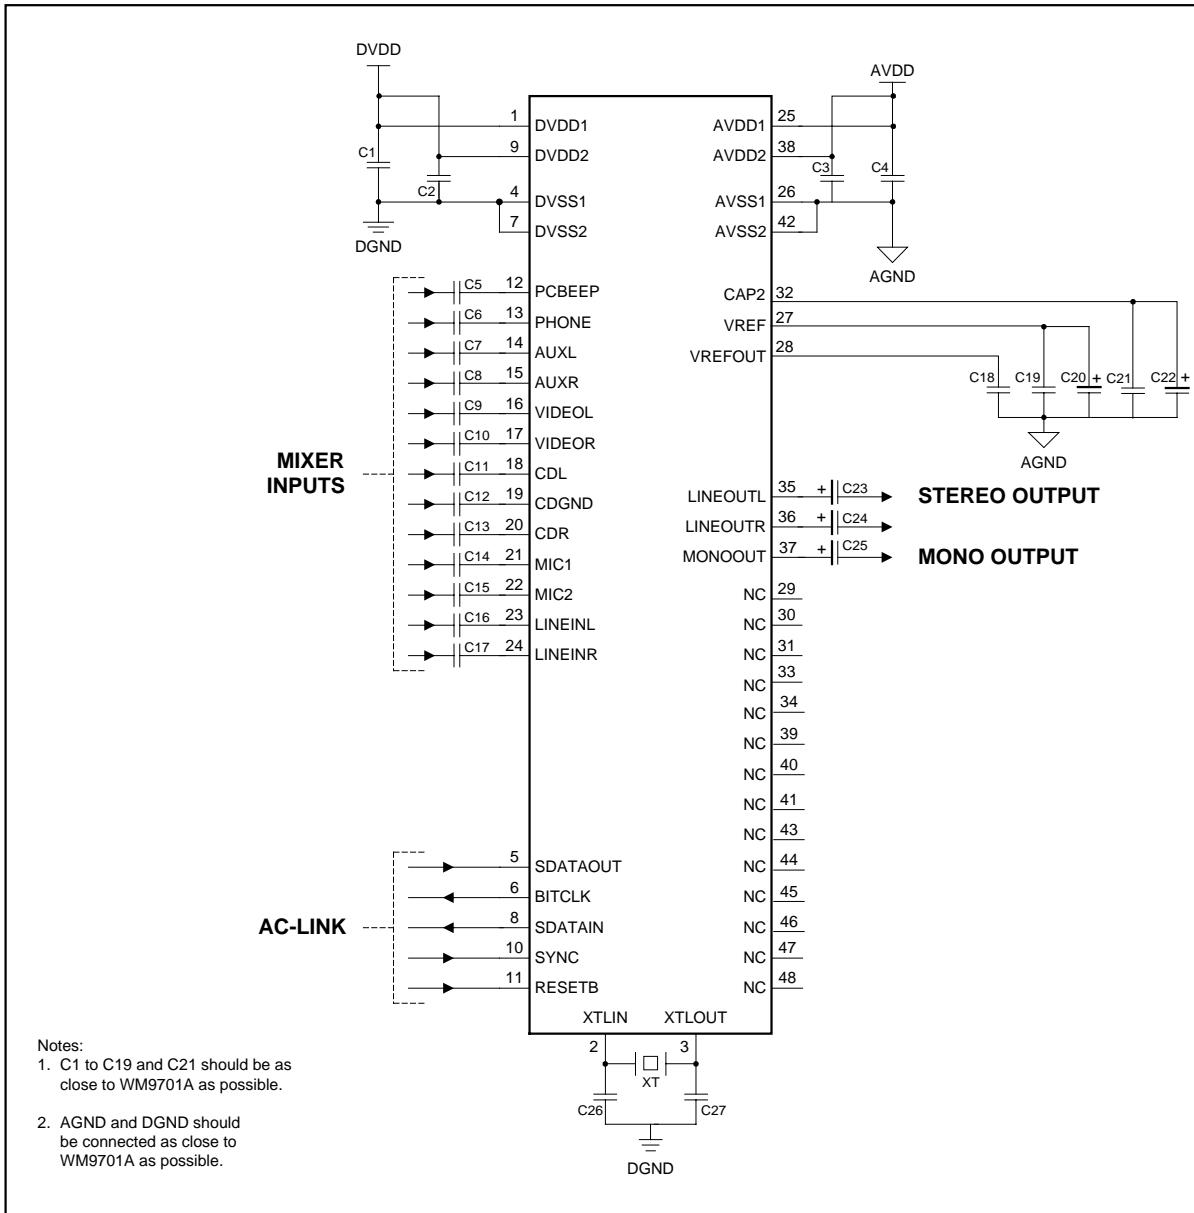 DVDD
AVDD
1 DVDD1
AVDD1 25
9 DVDD2
AVDD2 38
C1
C2
C3
C4
4 DVSS1
AVSS1 26
7 DVSS2
AVSS2 42
DGND
AGND
C5 12 PCBEEP
CAP2 32
C6 13 PHONE
VREF 27
C7 14 AUXL
VREFOUT 28
C8 15 AUXR
C18 C19 C20 + C21 C22 +
C9 16 VIDEOL
C10 17 VIDEOR
AGND
MIXER
INPUTS
C11 18 CDL
C12 19 CDGND
LINEOUTL 35 + C23 STEREO OUTPUT
C13 20 CDR
LINEOUTR 36 + C24
C14 21 MIC1
MONOOUT 37 + C25 MONO OUTPUT
C15 22 MIC2
NC 29
C16 23 LINEINL
NC 30
C17 24 LINEINR
NC 31
NC 33
NC 34
NC 39
NC 40
NC 41
NC 43
5 SDATAOUT
NC 44
6 BITCLK
NC 45
AC-LINK
8 SDATAIN
NC 46
10 SYNC
NC 47
11 RESETB
NC 48
XTLIN XTLOUT
2 3
XT
C26 C27
DGND
Notes:
1. C1 to C19 and C21 should be as
close to WM9701A as possible.
2. AGND and DGND should
be connected as close to
WM9701A as possible.